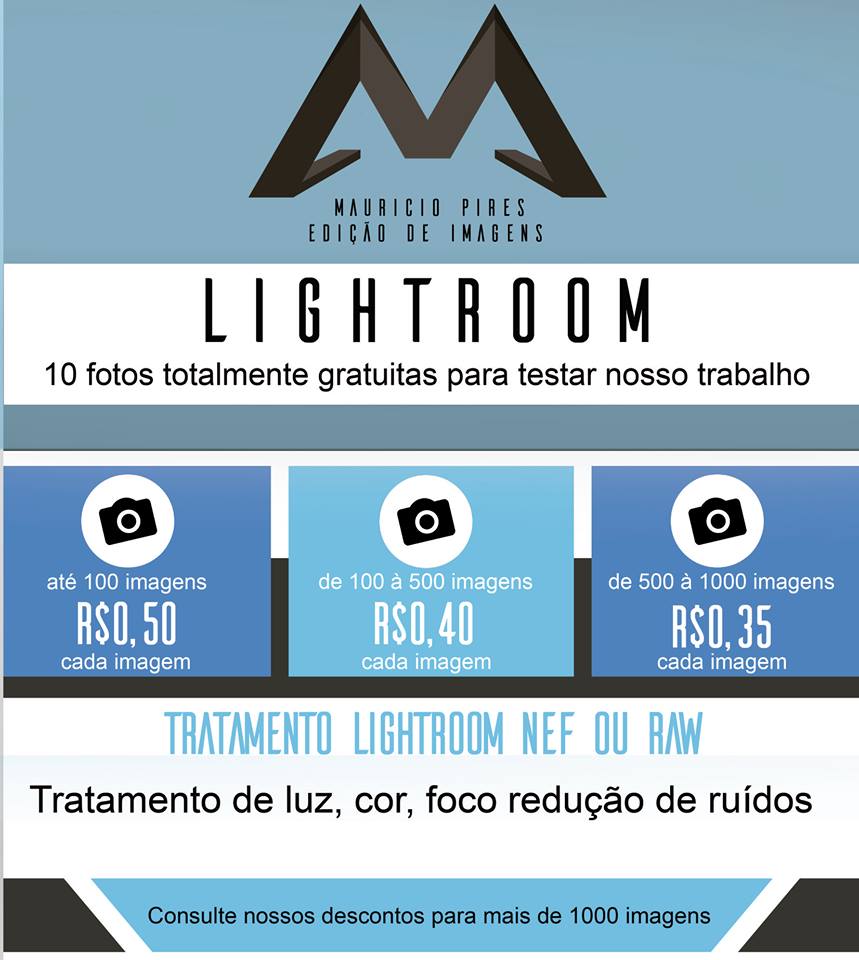 MAURICIO PIRES
EDIÇÃO DE IMAGENS
LIGHTROOM
10 fotos totalmente gratuitas para testar nosso trabalho
até 100 imagens
R$0,50
cada imagem
de 100 à 500 imagens
R$0,40
cada imagem
de 500 à 1000 imagens
R$0,35
cada imagem
TRATAMENTO LIGHTROOM NEF OU RAW
Tratamento de luz, cor, foco redução de ruídos
Consulte nossos descontos para mais de 1000 imagens